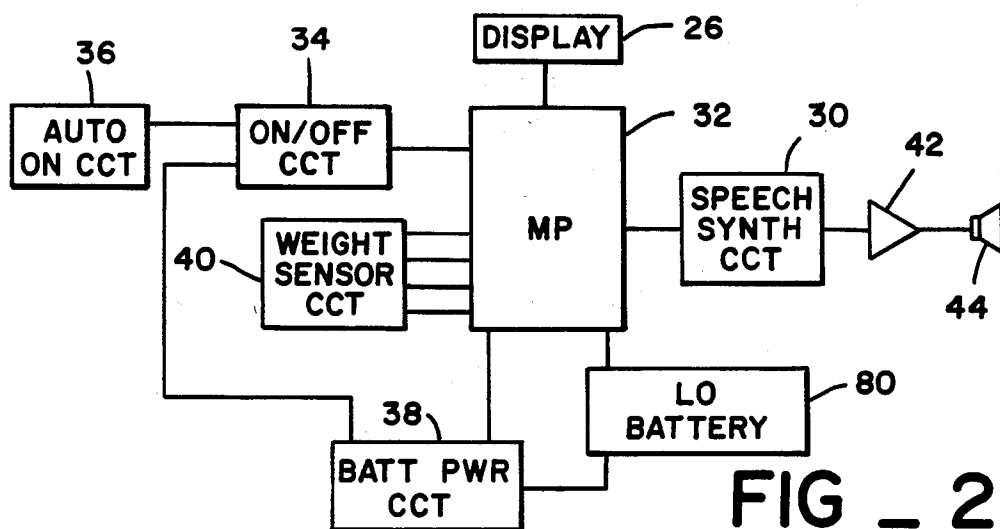 DISPLAY
26
36
34
32
30
42
AUTO
ON CCT
ON/OFF
CCT
MP
SPEECH
SYNTH
CCT
44
40
WEIGHT
SENSOR
CCT
38
BATT PWR
CCT
LO
BATTERY
80
FIG _ 2